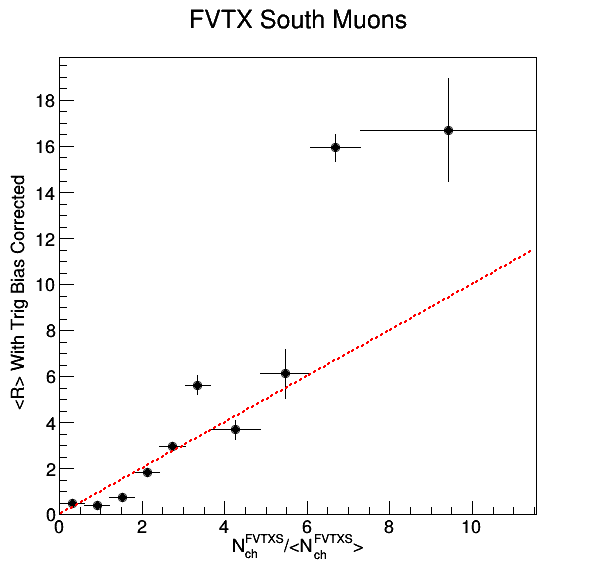 FVTX South Muons
<R> With Trig Bias Corrected
18
16
14
12
10
8
6
4
2
0
0 2 4 6 8 10
N_ch^FVTXS/<N_ch^FVTXS>